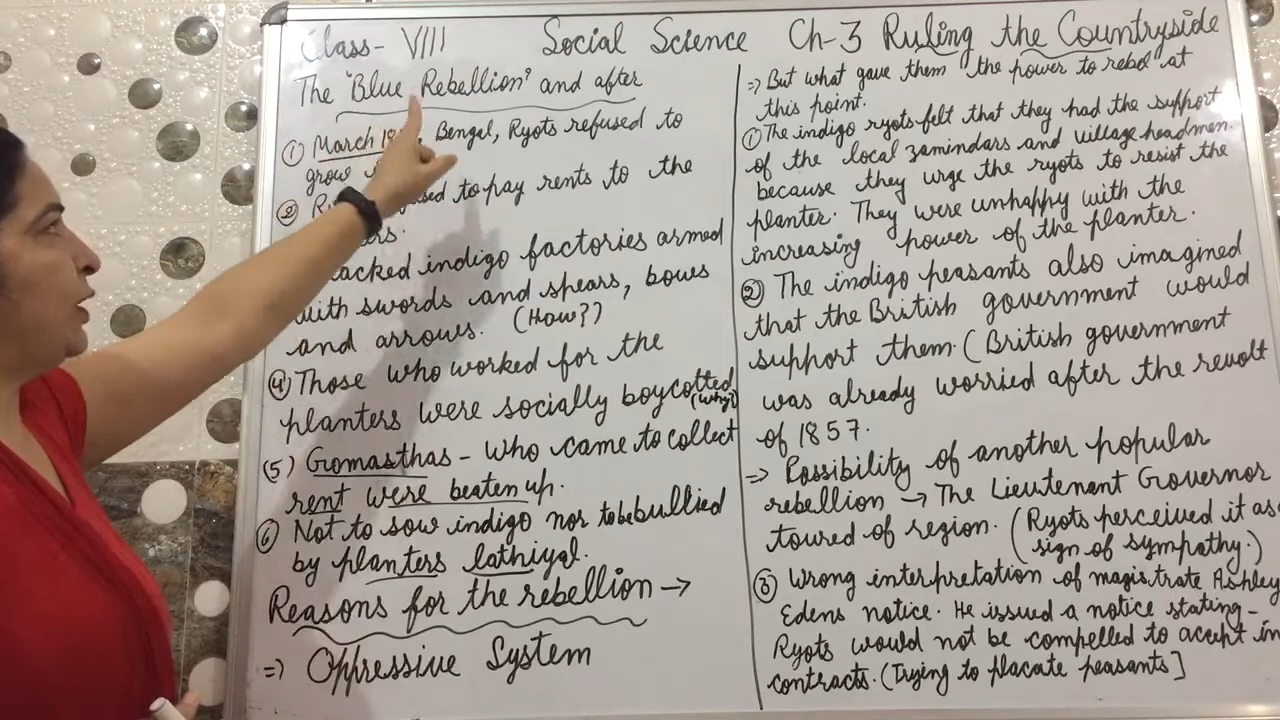 Class- VIII Social Science Ch-3 Ruling the Countryside
The "Blue Rebellion" and after
① March Bengal, Ryots refused to
grow
② to pay rents to the
indigo factories armed
with swords and spears, bows
and arrows. (How?)
④ Those who worked for the
planters were socially boycotted
(Why?)
(5) Gomasthas - Who came to collect
rent were beaten up.
⑥ Not to sow indigo nor to be bullied
by planters lathiyal.
Reasons for the rebellion →
=) Oppressive System
=> But what gave them the power to rebel at
this point.
① The indigo ryots felt that they had the support
of the local zamindars and village headmen.
because they urge the ryots to resist the
planter. They were unhappy with the
increasing power of the planter.
② The indigo peasants also imagined
that the British government would
support them. (British government
was already worried after the revolt
of 1857.
=> Possibility of another popular
rebellion → The Lieutenant Governor
toured of region. (Ryots perceived it as
sign of sympathy.)
③ Wrong interpretation of magistrate Ashley
Edens notice. He issued a notice stating-
Ryots would not be compelled to accept in
contracts. (Trying to placate peasants]